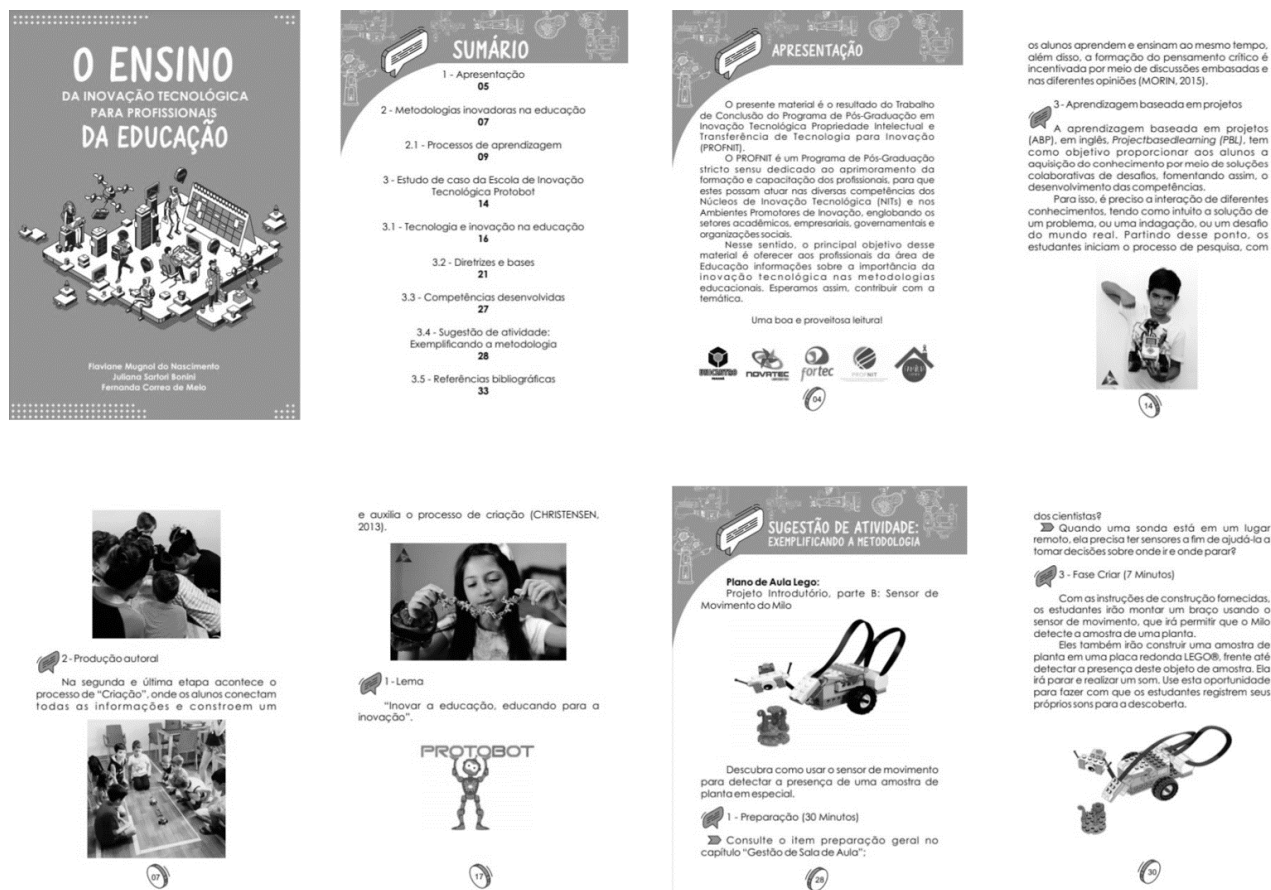 O ENSINO
DA INOVAÇÃO TECNOLÓGICA
PARA PROFISSIONAIS
DA EDUCAÇÃO
Flaviane Mugnol do Nascimento
Juliana Sartori Bonini
Fernanda Correa de Melo
SUMÁRIO
1 - Apresentação
05
2 - Metodologias inovadoras na educação
07
2.1 - Processos de aprendizagem
09
3 - Estudo de caso da Escola de Inovação
Tecnológica Protobot
14
3.1 - Tecnologia e inovação na educação
16
3.2 - Diretrizes e bases
21
3.3 - Competências desenvolvidas
27
3.4 - Sugestão de atividade:
Exemplificando a metodologia
28
3.5 - Referências bibliográficas
33
APRESENTAÇÃO
O presente material é o resultado do Trabalho
de Conclusão do Programa de Pós-Graduação em
Inovação Tecnológica Propriedade Intelectual e
Transferência de Tecnologia para Inovação
(PROFNIT).
O PROFNIT é um Programa de Pós-Graduação
stricto sensu dedicado ao aprimoramento da
formação e capacitação dos profissionais, para que
estes possam atuar nas diversas competências dos
Núcleos de Inovação Tecnológica (NITs) e nos
Ambientes Promotores de Inovação, englobando os
setores acadêmicos, empresariais, governamentais e
organizações sociais.
Nesse sentido, o principal objetivo desse
material é oferecer aos profissionais da área de
Educação informações sobre a importância da
inovação tecnológica nas metodologias
educacionais. Esperamos assim, contribuir com a
temática.
Uma boa e proveitosa leitura!
UNICENTRO
NOVATEC
fortec
PROFNIT
04
os alunos aprendem e ensinam ao mesmo tempo,
além disso, a formação do pensamento crítico é
incentivada por meio de discussões embasadas e
nas diferentes opiniões (MORIN, 2015).
3 - Aprendizagem baseada em projetos
A aprendizagem baseada em projetos
(ABP), em inglês, Projectbasedlearning (PBL), tem
como objetivo proporcionar aos alunos a
aquisição do conhecimento por meio de soluções
colaborativas de desafios, fomentando assim, o
desenvolvimento das competências.
Para isso, é preciso a interação de diferentes
conhecimentos, tendo como intuito a solução de
um problema, ou uma indagação, ou um desafio
do mundo real. Partindo desse ponto, os
estudantes iniciam o processo de pesquisa, com
14
2 - Produção autoral
Na segunda e última etapa acontece o
processo de "Criação", onde os alunos conectam
todas as informações e constroem um
07
e auxilia o processo de criação (CHRISTENSEN,
2013).
1 - Lema
"Inovar a educação, educando para a
inovação".
PROTOBOT
17
SUGESTÃO DE ATIVIDADE:
EXEMPLIFICANDO A METODOLOGIA
Plano de Aula Lego:
Projeto Introdutório, parte B: Sensor de
Movimento do Milo
Descubra como usar o sensor de movimento
para detectar a presença de uma amostra de
planta em especial.
1 - Preparação (30 Minutos)
Consulte o item preparação geral no
capítulo "Gestão de Sala de Aula";
28
dos cientistas?
Quando uma sonda está em um lugar
remoto, ela precisa ter sensores a fim de ajudá-la a
tomar decisões sobre onde ir e onde parar?
3 - Fase Criar (7 Minutos)
Com as instruções de construção fornecidas,
os estudantes irão montar um braço usando o
sensor de movimento, que irá permitir que o Milo
detecte a amostra de uma planta.
Eles também irão construir uma amostra de
planta em uma placa redonda LEGO®, frente até
detectar a presença deste objeto de amostra. Ela
irá parar e realizar um som. Use esta oportunidade
para fazer com que os estudantes registrem seus
próprios sons para a descoberta.
30